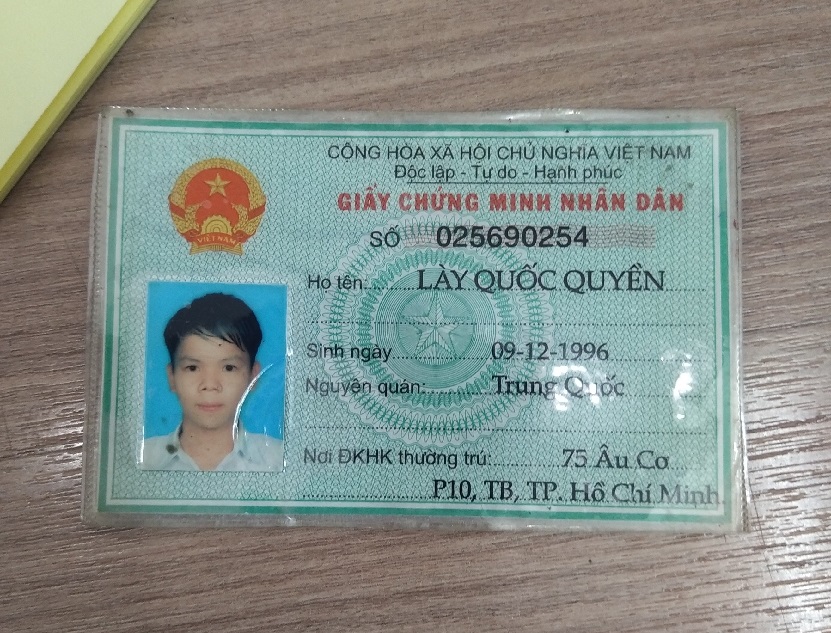 CỘNG HÒA XÃ HỘI CHỦ NGHĨA VIỆT NAM
Độc lập - Tự do - Hạnh phúc
GIẤY CHỨNG MINH NHÂN DÂN
SỐ 025690254
VIỆT NAM
Họ tên: LÀY QUỐC QUYỀN
Sinh ngày 09-12-1996
Nguyên quán: Trung Quốc
Nơi ĐKHK thường trú: 75 Âu Cơ
P10, TB, TP. Hồ Chí Minh